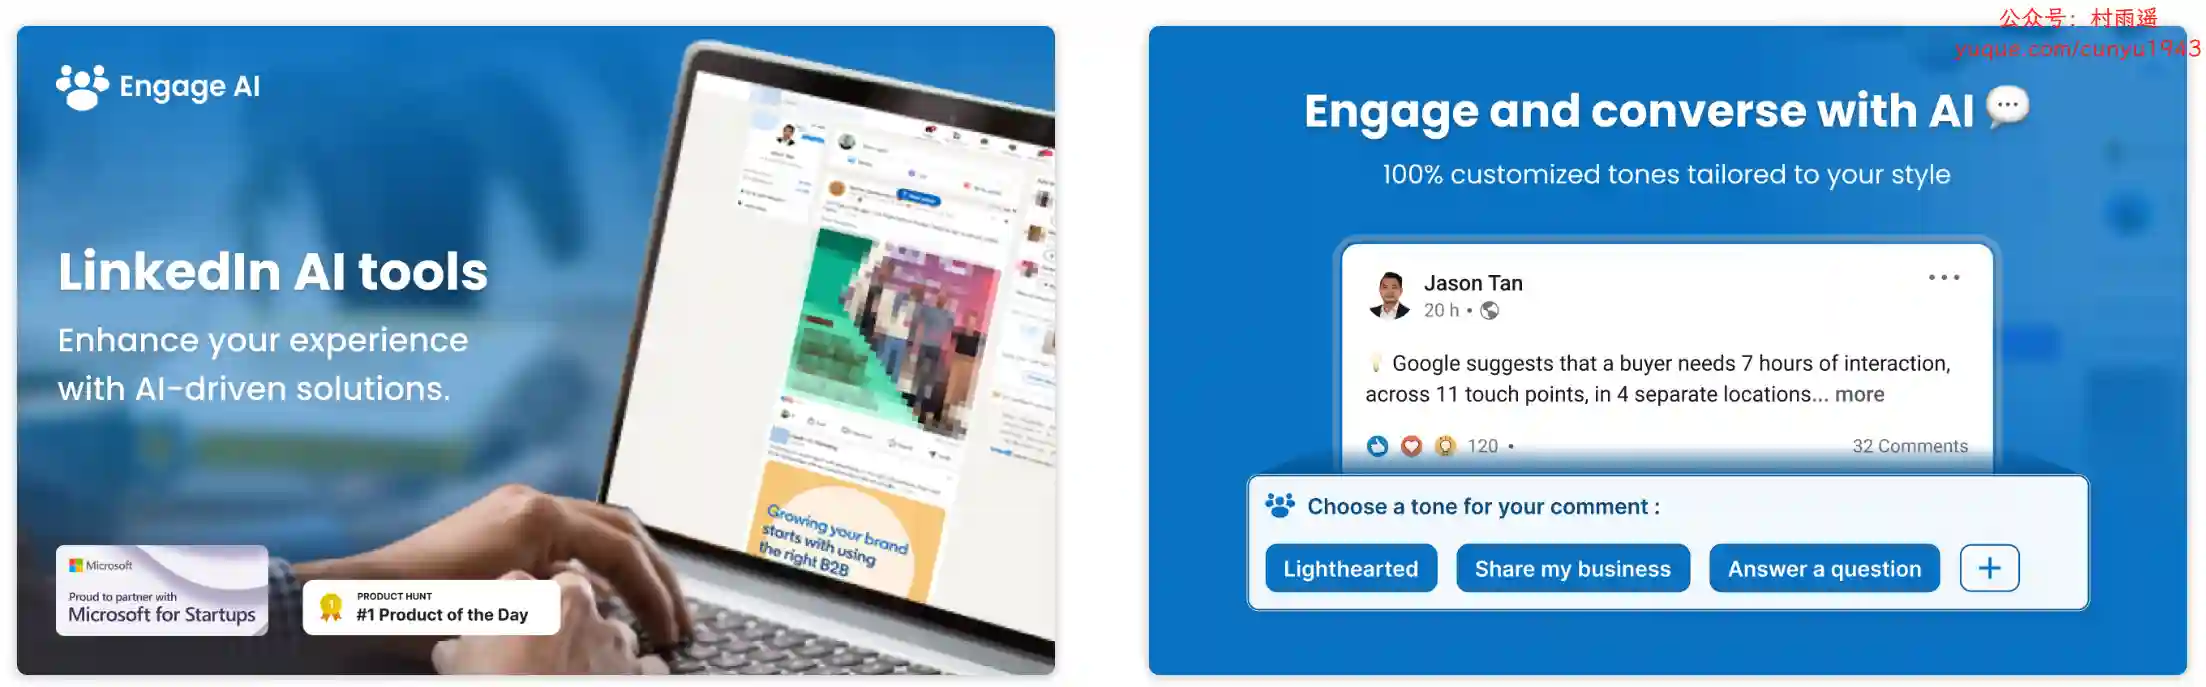 Engage AI
LinkedIn AI tools
Enhance your experience
with AI-driven solutions.
Microsoft
Proud to partner with
Microsoft for Startups
PRODUCT HUNT
1
#1 Product of the Day
Growing your brand
starts with using
the right B2B
公众号：村雨遥
yuque.com/cunyu1943
Engage and converse with AI
100% customized tones tailored to your style
Jason Tan
20 h •
Google suggests that a buyer needs 7 hours of interaction,
across 11 touch points, in 4 separate locations... more
120 •
32 Comments
Choose a tone for your comment :
Lighthearted
Share my business
Answer a question
+